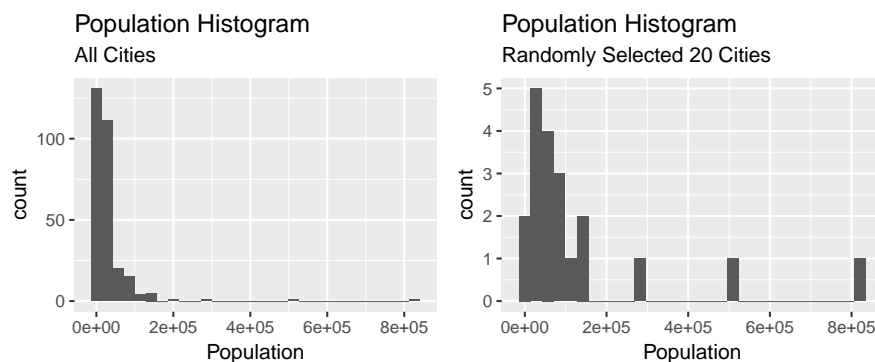 Population Histogram
All Cities
100
50
0
count
0e+00 2e+05 4e+05 6e+05 8e+05
Population
Population Histogram
Randomly Selected 20 Cities
5
4
3
2
1
0
count
0e+00 2e+05 4e+05 6e+05 8e+05
Population